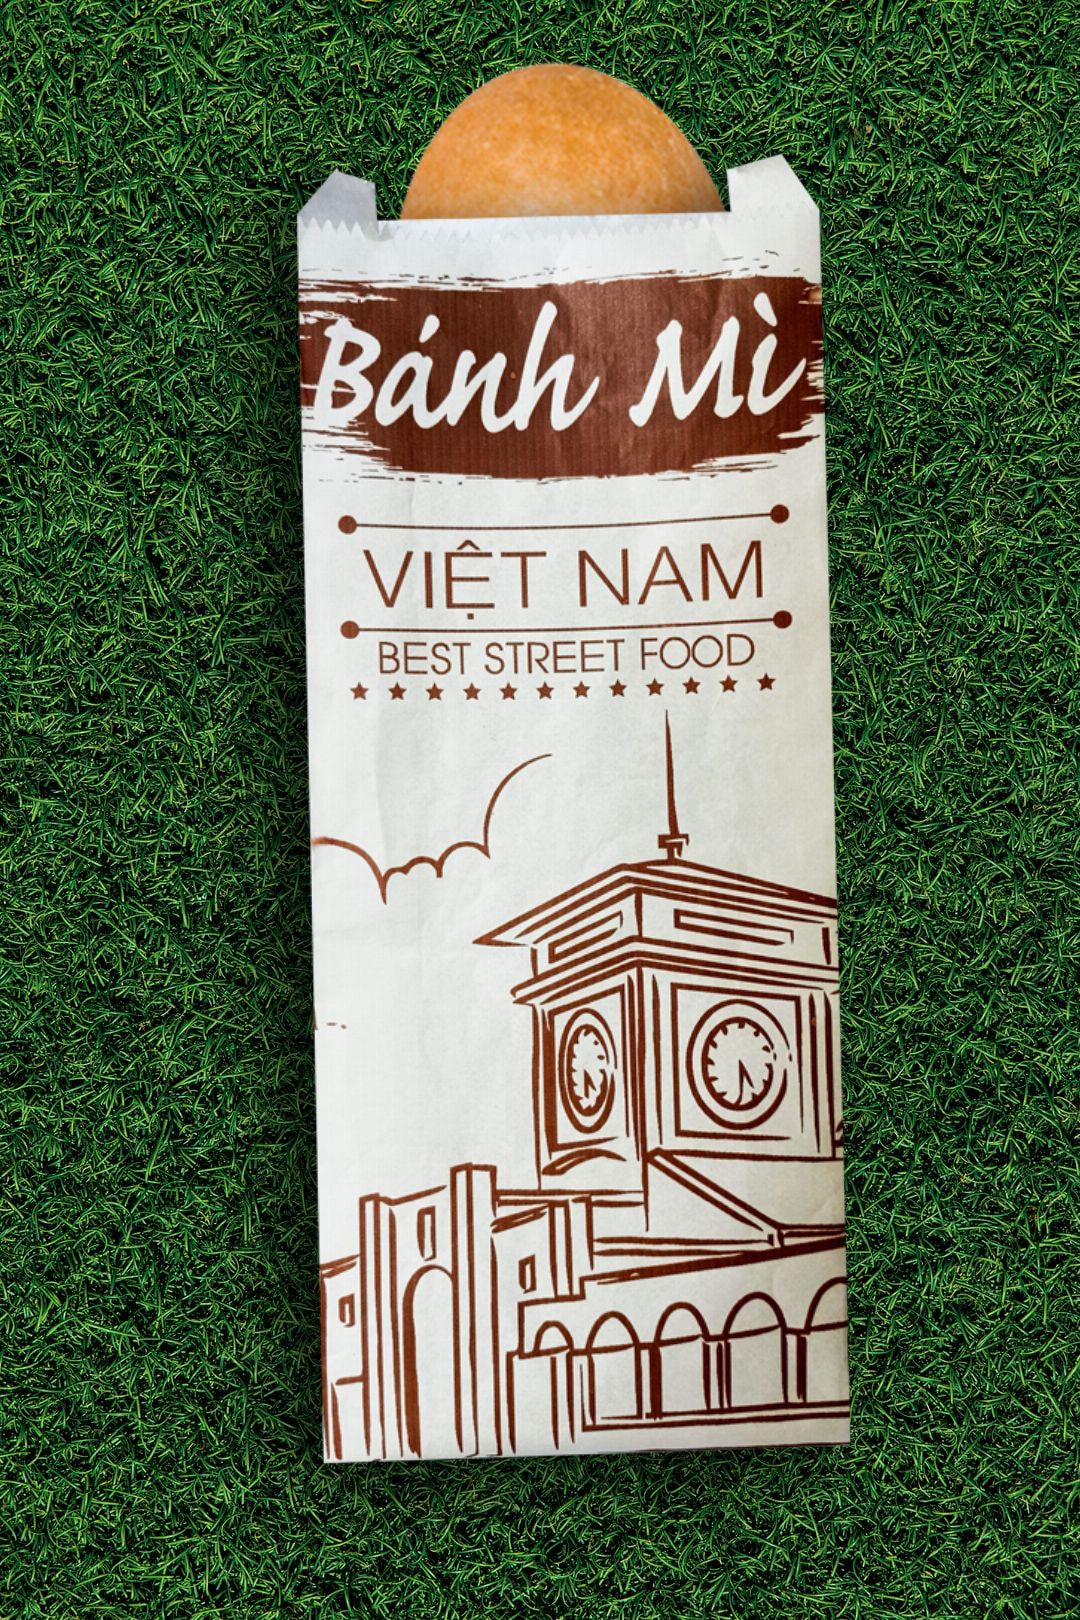 Bánh Mì
VIỆT NAM
BEST STREET FOOD